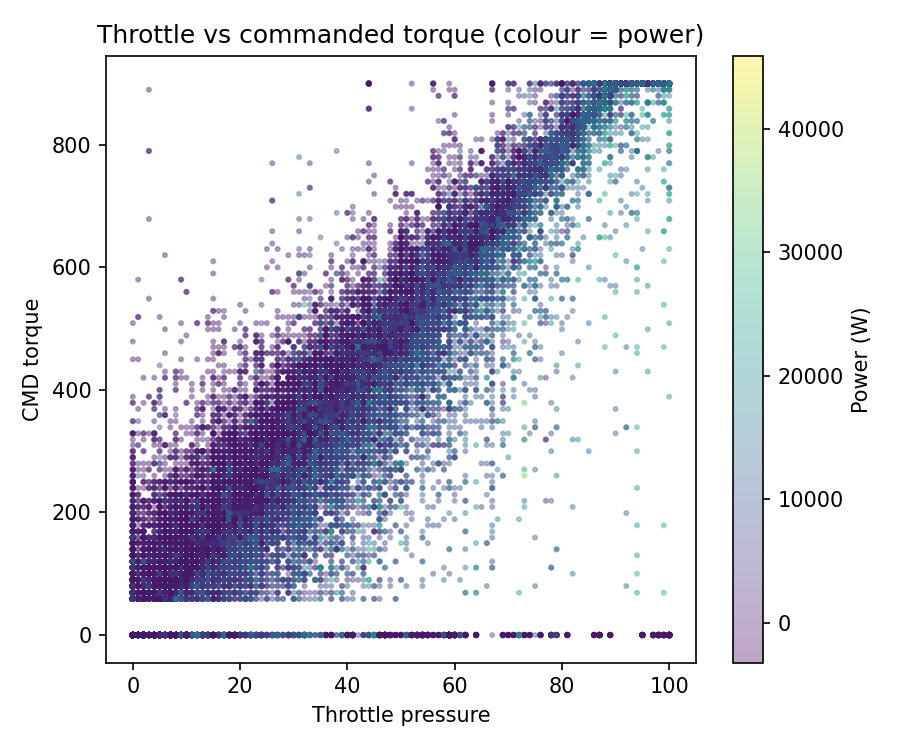 Throttle vs commanded torque (colour = power)
CMD torque
800
600
400
200
0
0 20 40 60 80 100
Throttle pressure
40000
30000
20000
10000
0
Power (W)